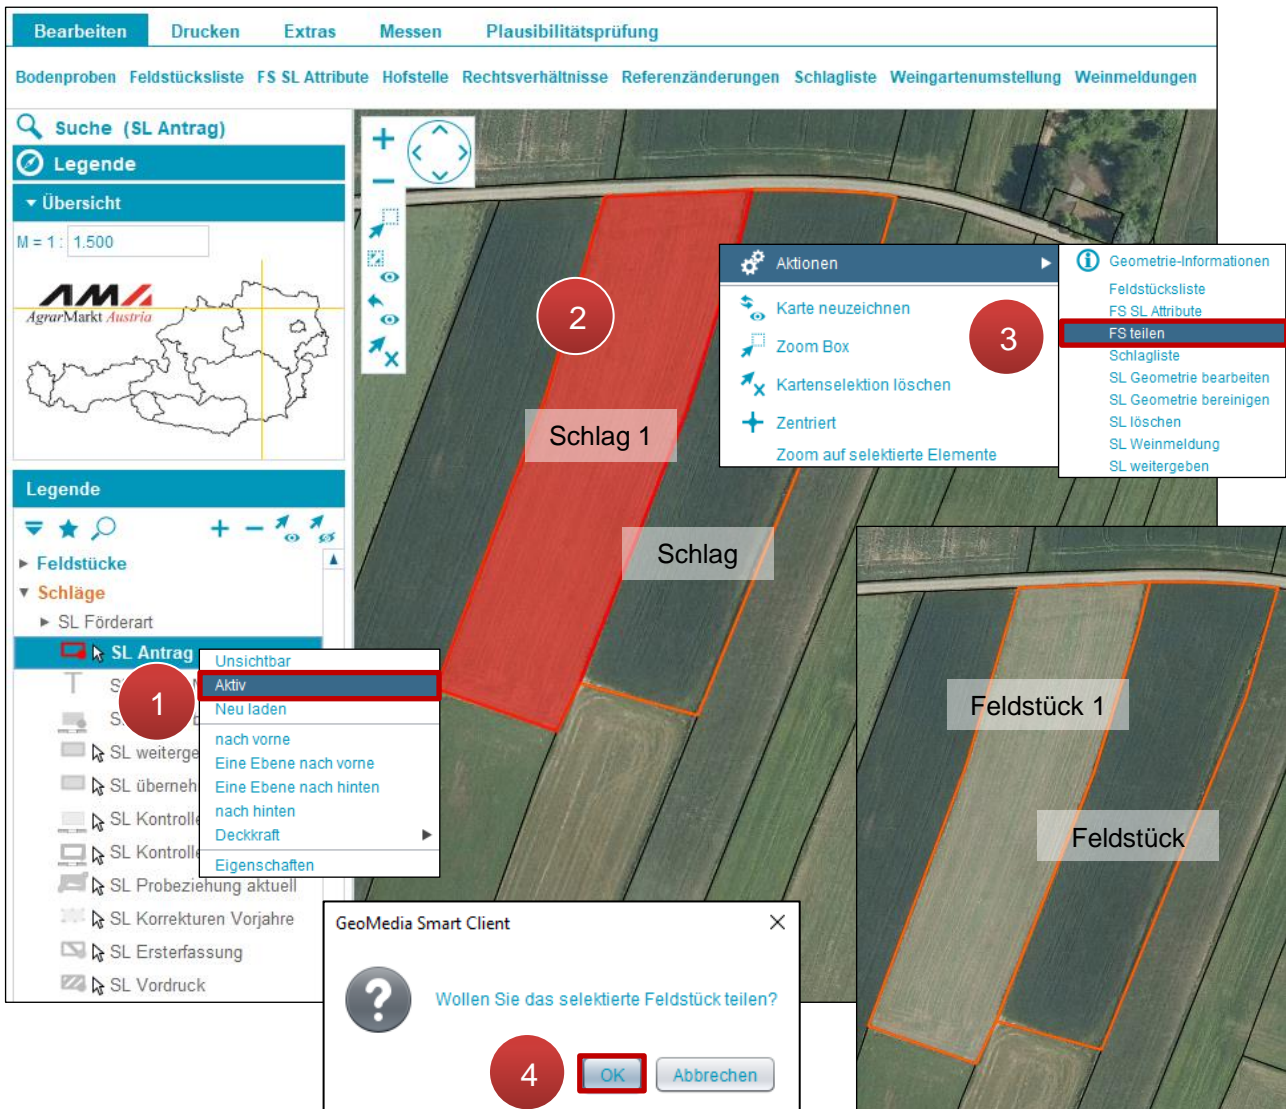 Bearbeiten Drucken Extras Messen Plausibilitätsprüfung
Bodenproben Feldstücksliste FS SL Attribute Hofstelle Rechtsverhältnisse Referenzänderungen Schlagliste Weingartenumstellung Weinmeldungen
Suche (SL Antrag)
Legende
Übersicht
M = 1 : 1.500
AMA
AgrarMarkt Austria
Legende
Feldstücke
Schläge
SL Förderart
SL Antrag
SL weiterge
SL überneh
SL Kontrolle
SL Kontrolle
SL Probeziehung aktuell
SL Korrekturen Vorjahre
SL Ersterfassung
SL Vordruck
1
Unsichtbar
Aktiv
Neu laden
nach vorne
Eine Ebene nach vorne
Eine Ebene nach hinten
nach hinten
Deckkraft
Eigenschaften
2
Schlag 1
Schlag
Aktionen
Karte neuzeichnen
Zoom Box
Kartenselektion löschen
Zentriert
Zoom auf selektierte Elemente
3
Geometrie-Informationen
Feldstücksliste
FS SL Attribute
FS teilen
Schlagliste
SL Geometrie bearbeiten
SL Geometrie bereinigen
SL löschen
SL Weinmeldung
SL weitergeben
Feldstück 1
Feldstück
GeoMedia Smart Client
Wollen Sie das selektierte Feldstück teilen?
4
OK Abbrechen